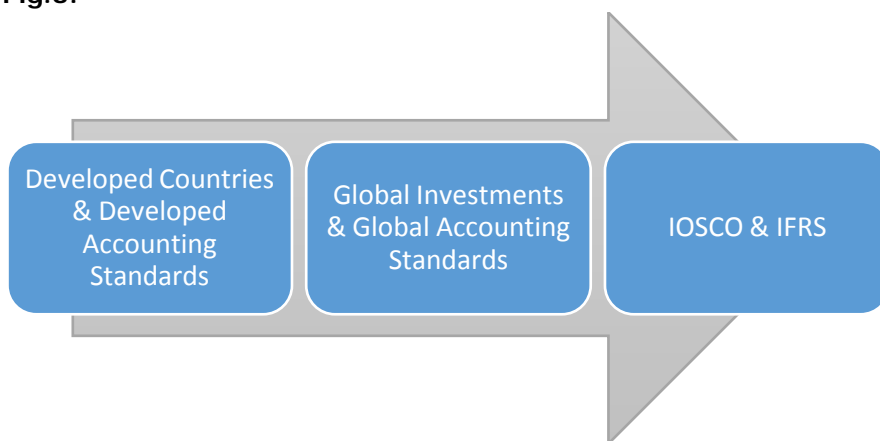 Developed Countries
& Developed
Accounting
Standards
Global Investments
& Global Accounting
Standards
IOSCO & IFRS